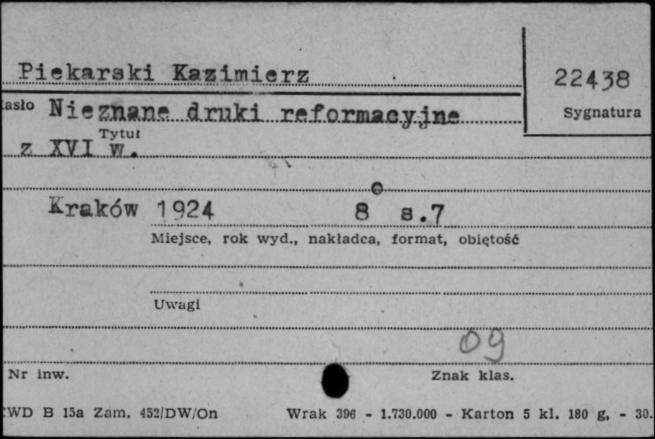 Piekarski Kazimierz
22438
asło Nieznane druki reformacyjne
Sygnatura
Tytuł
z XVI w.
Kraków 1924 8° s.7
Miejsce, rok wyd., nakładca, format, obiętość
Uwagi
09
Nr inw.
Znak klas.
WD B 15a Zam. 452/DW/On Wrak 396 - 1.730.000 - Karton 5 kl. 180 g, - 30.